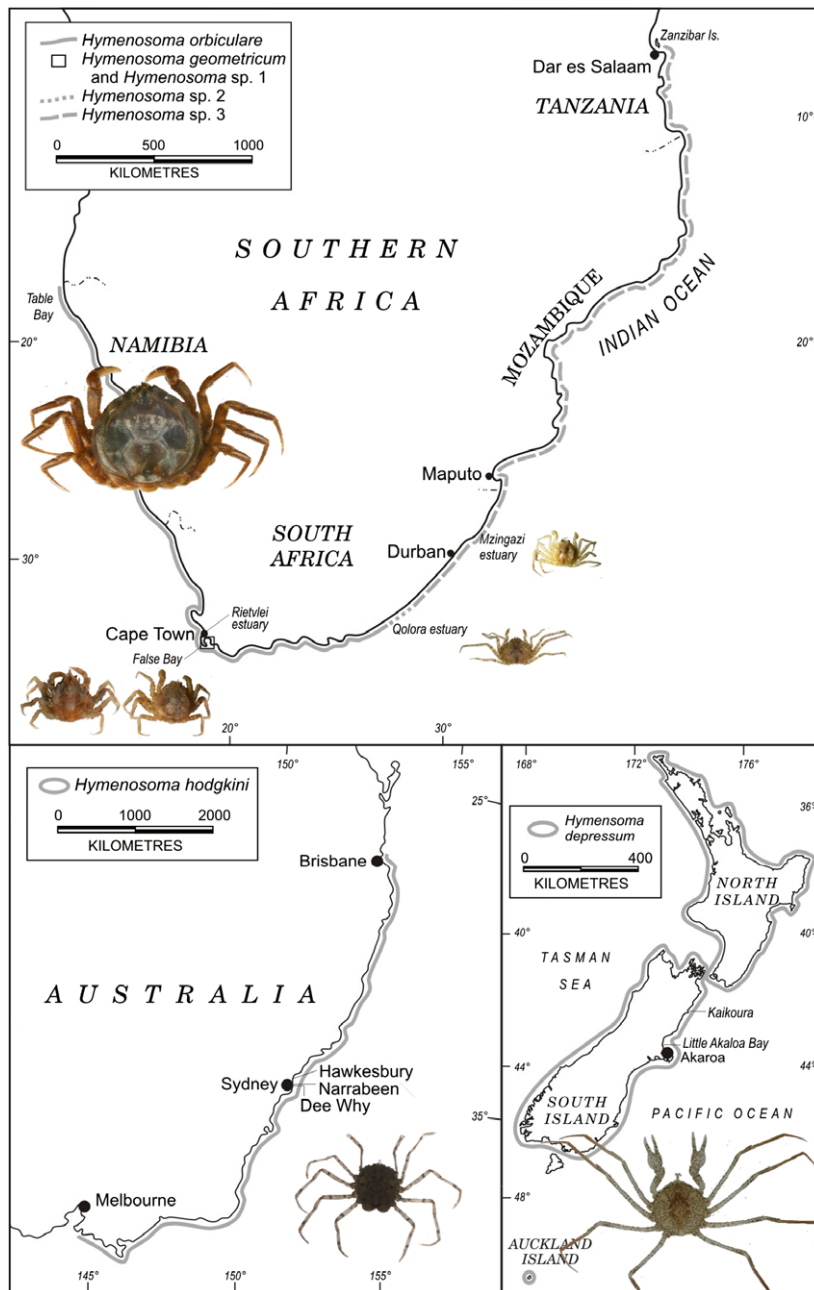 Hymenosoma orbiculare
Hymenosoma geometricum
and Hymenosoma sp. 1
Hymenosoma sp. 2
Hymenosoma sp. 3
0 500 1000
KILOMETRES
Zanzibar Is.
Dar es Salaam
TANZANIA
10°
SOUTHERN
AFRICA
Table
Bay
NAMIBIA
MOZAMBIQUE
INDIAN OCEAN
20°
20°
Maputo
SOUTH
AFRICA
Durban
Mzingazi
estuary
30°
30°
Rietvlei
estuary
Cape Town
False Bay
Qolora estuary
20°
30°
150°
155°
Hymenosoma hodgkini
0 1000 2000
KILOMETRES
25°
Brisbane
AUSTRALIA
Sydney
Hawkesbury
Narrabeen
Dee Why
35°
Melbourne
145°
150°
155°
168°
172°
176°
36°
Hymensoma
depressum
0 400
KILOMETRES
NORTH
ISLAND
40°
40°
TASMAN
SEA
Kaikoura
Little Akaloa Bay
Akaroa
44°
44°
SOUTH
ISLAND
PACIFIC OCEAN
48°
AUCKLAND
ISLAND